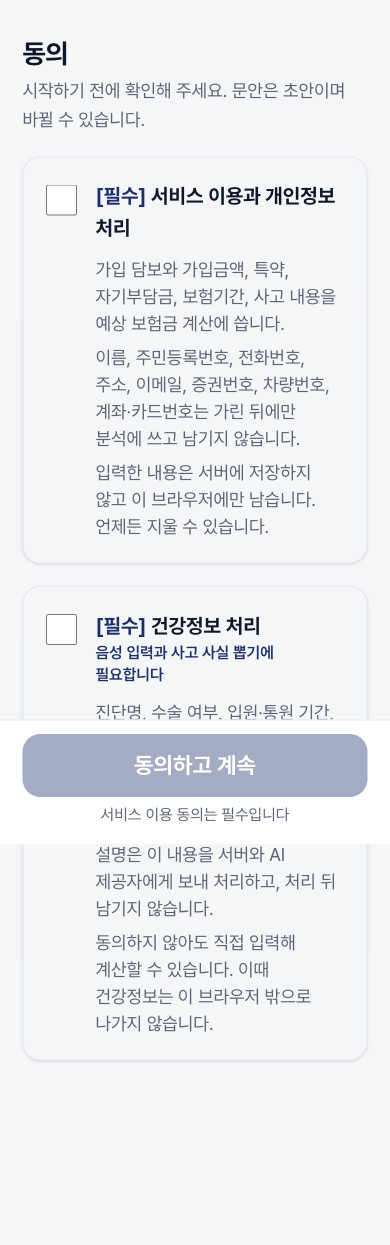 동의
시작하기 전에 확인해 주세요. 문안은 초안이며
바뀔 수 있습니다.
[필수] 서비스 이용과 개인정보
처리
가입 담보와 가입금액, 특약,
자기부담금, 보험기간, 사고 내용을
예상 보험금 계산에 씁니다.
이름, 주민등록번호, 전화번호,
주소, 이메일, 증권번호, 차량번호,
계좌·카드번호는 가린 뒤에만
분석에 쓰고 남기지 않습니다.
입력한 내용은 서버에 저장하지
않고 이 브라우저에만 남습니다.
언제든 지울 수 있습니다.
[필수] 건강정보 처리
음성 입력과 사고 사실 뽑기에
필요합니다
진단명, 수술 여부, 입원·통원 기간,
동의하고 계속
서비스 이용 동의는 필수입니다
설명은 이 내용을 서버와 AI
제공자에게 보내 처리하고, 처리 뒤
남기지 않습니다.
동의하지 않아도 직접 입력해
계산할 수 있습니다. 이때
건강정보는 이 브라우저 밖으로
나가지 않습니다.